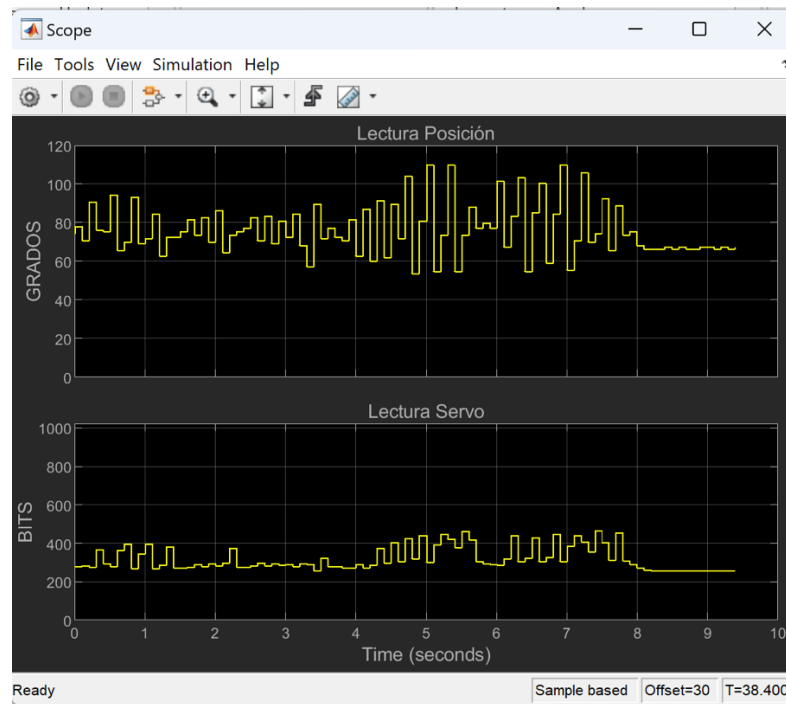 Scope
File Tools View Simulation Help
Lectura Posición
120
100
80
60
40
20
0
GRADOS
Lectura Servo
1000
800
600
400
200
0
BITS
0 1 2 3 4 5 6 7 8 9 10
Time (seconds)
Ready Sample based Offset=30 T=38.400